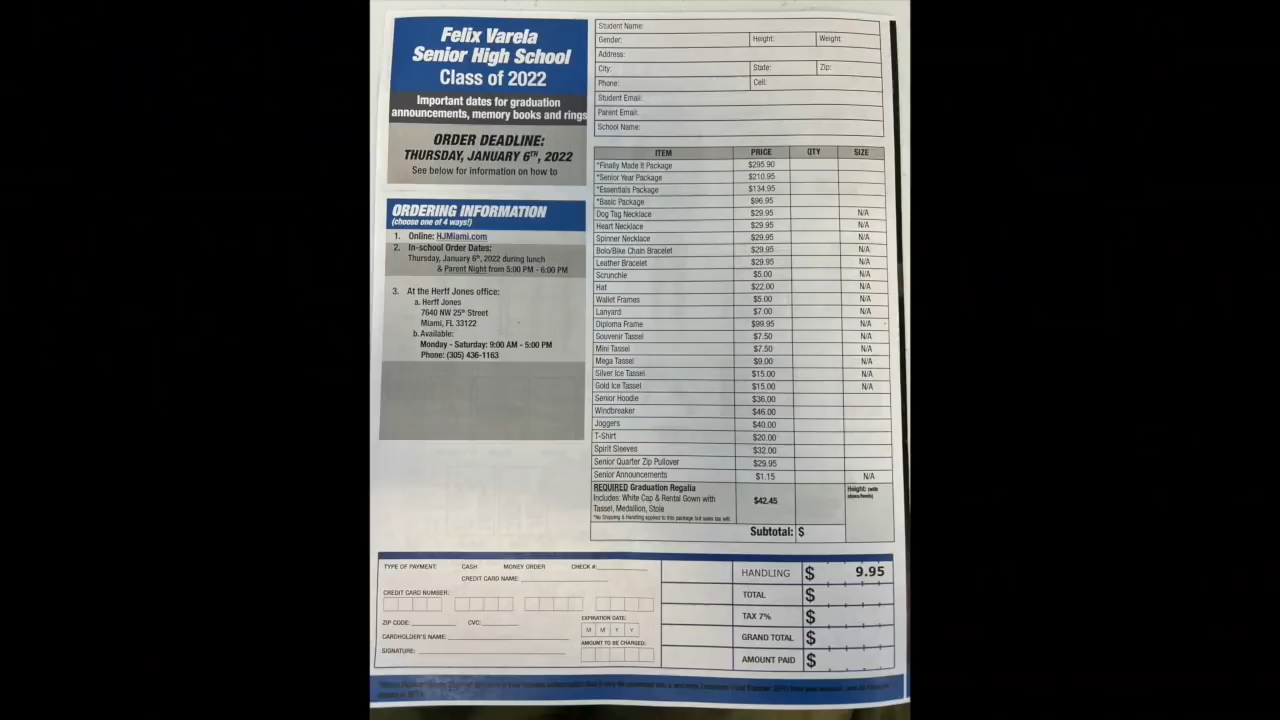 Felix Varela
Senior High School
Class of 2022
Important dates for graduation
announcements, memory books and rings
ORDER DEADLINE:
THURSDAY, JANUARY 6TH, 2022
See below for information on how to
ORDERING INFORMATION
(choose one of 4 ways!)
1. Online: HJMiami.com
2. In-school Order Dates:
Thursday, January 6th, 2022 during lunch
& Parent Night from 5:00 PM - 6:00 PM
3. At the Herff Jones office:
a. Herff Jones
7640 NW 25th Street
Miami, FL 33122
b. Available:
Monday - Saturday: 9:00 AM - 5:00 PM
Phone: (305) 436-1163
Student Name:
Gender: Height: Weight:
Address:
City: State: Zip:
Phone: Cell:
Student Email:
Parent Email:
School Name:
ITEM PRICE QTY SIZE
*Finally Made It Package $295.90
*Senior Year Package $210.95
*Essentials Package $134.95
*Basic Package $96.95
Dog Tag Necklace $29.95 N/A
Heart Necklace $29.95 N/A
Spinner Necklace $29.95 N/A
Bolo/Bike Chain Bracelet $29.95 N/A
Leather Bracelet $29.95 N/A
Scrunchie $5.00 N/A
Hat $22.00 N/A
Wallet Frames $5.00 N/A
Lanyard $7.00 N/A
Diploma Frame $99.95 N/A
Souvenir Tassel $7.50 N/A
Mini Tassel $7.50 N/A
Mega Tassel $9.00 N/A
Silver Ice Tassel $15.00 N/A
Gold Ice Tassel $15.00 N/A
Senior Hoodie $36.00
Windbreaker $46.00
Joggers $40.00
T-Shirt $20.00
Spirit Sleeves $32.00
Senior Quarter Zip Pullover $29.95
Senior Announcements $1.15 N/A
REQUIRED Graduation Regalia
Includes: White Cap & Rental Gown with
Tassel, Medallion, Stole
*No Shipping & Handling applied to this package but sales tax will.
$42.45
Height: (with
shoes/heels)
Subtotal: $
TYPE OF PAYMENT: CASH MONEY ORDER CHECK #:
CREDIT CARD NAME:
CREDIT CARD NUMBER:
ZIP CODE: CVC:
EXPIRATION DATE:
M M Y Y
CARDHOLDER'S NAME:
AMOUNT TO BE CHARGED:
SIGNATURE:
HANDLING $ 9.95
TOTAL $
TAX 7% $
GRAND TOTAL $
AMOUNT PAID $